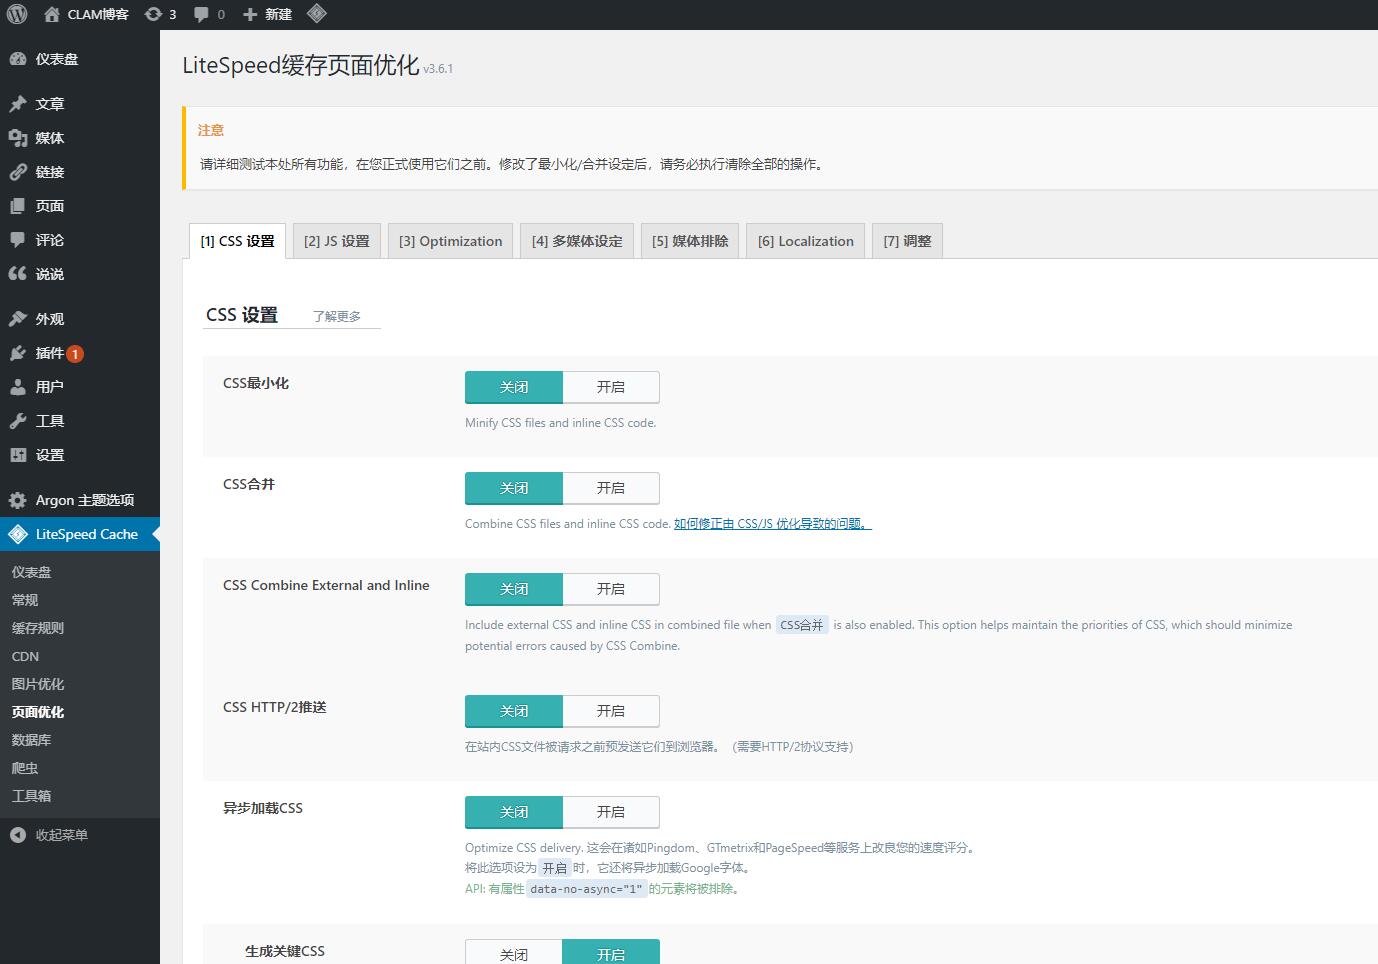 CLAM博客 3 0 新建
仪表盘
文章
媒体
链接
页面
评论
说说
外观
插件 1
用户
工具
设置
Argon 主题选项
LiteSpeed Cache
仪表盘
常规
缓存规则
CDN
图片优化
页面优化
数据库
爬虫
工具箱
收起菜单
LiteSpeed缓存页面优化 v3.6.1
注意
请详细测试本处所有功能，在您正式使用它们之前。修改了最小化/合并设定后，请务必执行清除全部的操作。
[1] CSS 设置 [2] JS 设置 [3] Optimization [4] 多媒体设定 [5] 媒体排除 [6] Localization [7] 调整
CSS 设置 了解更多
CSS最小化 关闭 开启
Minify CSS files and inline CSS code.
CSS合并 关闭 开启
Combine CSS files and inline CSS code. 如何修正由 CSS/JS 优化导致的问题。
CSS Combine External and Inline 关闭 开启
Include external CSS and inline CSS in combined file when CSS合并 is also enabled. This option helps maintain the priorities of CSS, which should minimize
potential errors caused by CSS Combine.
CSS HTTP/2推送 关闭 开启
在站内CSS文件被请求之前预发送它们到浏览器。（需要HTTP/2协议支持）
异步加载CSS 关闭 开启
Optimize CSS delivery. 这会在诸如Pingdom、GTmetrix和PageSpeed等服务上改良您的速度评分。
将此选项设为 开启 时，它还将异步加载Google字体。
API: 有属性 data-no-async="1" 的元素将被排除。
生成关键CSS 关闭 开启